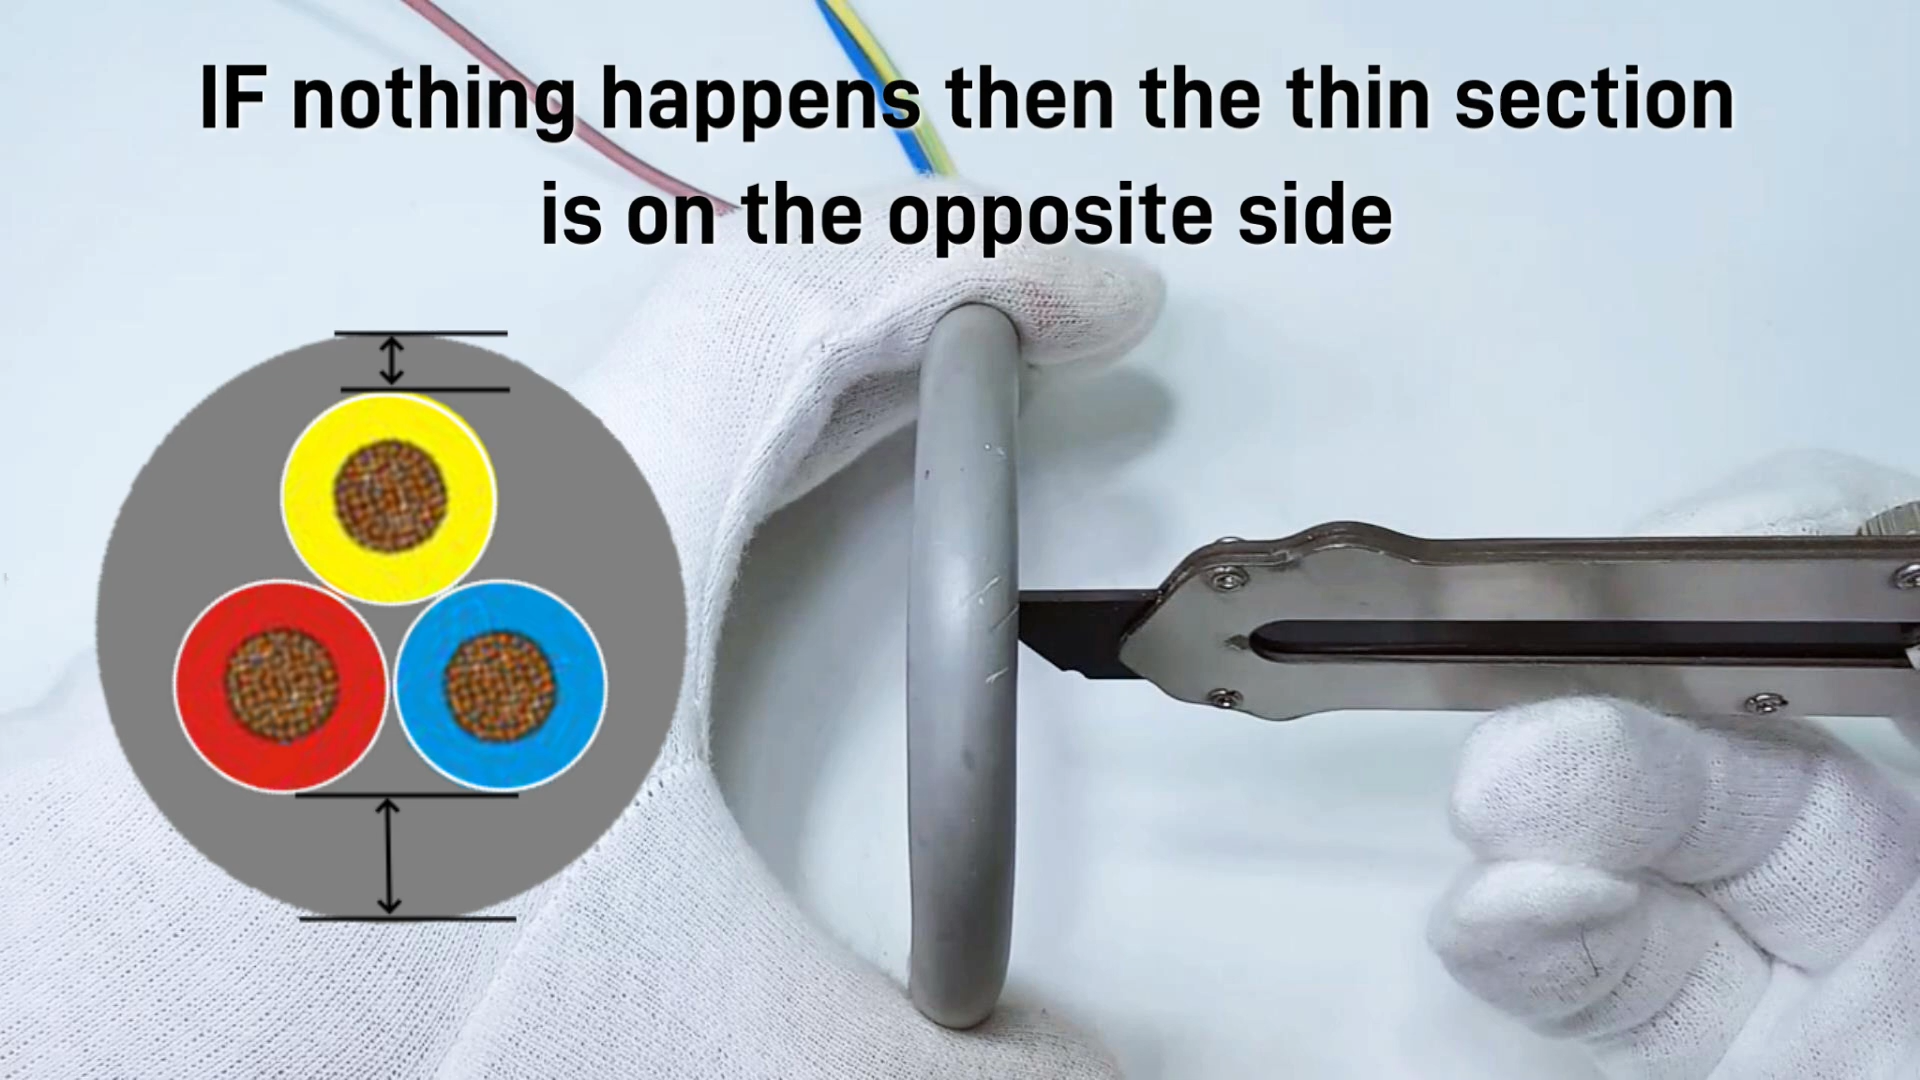 IF nothing happens then the thin section
is on the opposite side